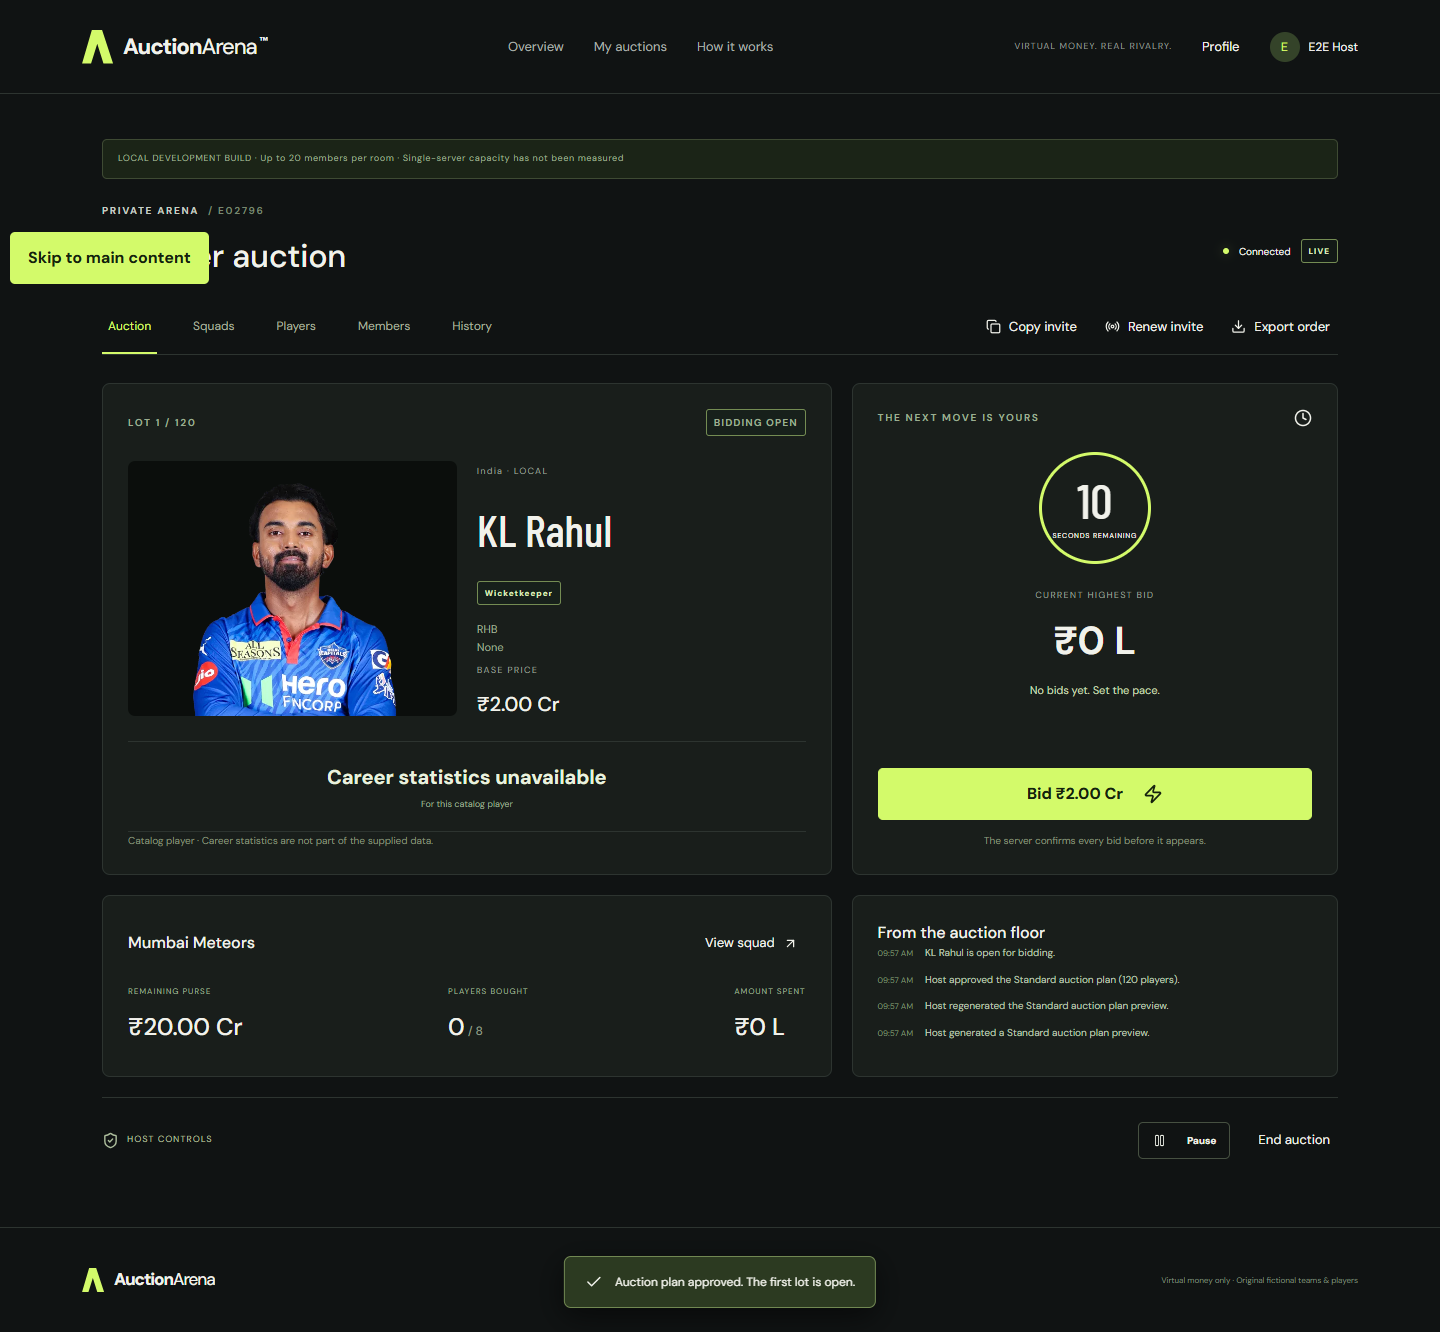 AuctionArena™
Overview
My auctions
How it works
VIRTUAL MONEY. REAL RIVALRY.
Profile
E
E2E Host
LOCAL DEVELOPMENT BUILD · Up to 20 members per room · Single-server capacity has not been measured
PRIVATE ARENA / E02796
Skip to main content
r auction
Connected
LIVE
Auction
Squads
Players
Members
History
Copy invite
Renew invite
Export order
LOT 1 / 120
BIDDING OPEN
India · LOCAL
KL Rahul
Wicketkeeper
RHB
None
BASE PRICE
₹2.00 Cr
ALL
SEASONS
jio
Hero
FNCORP
Career statistics unavailable
For this catalog player
Catalog player · Career statistics are not part of the supplied data.
THE NEXT MOVE IS YOURS
10
SECONDS REMAINING
CURRENT HIGHEST BID
₹0 L
No bids yet. Set the pace.
Bid ₹2.00 Cr
The server confirms every bid before it appears.
Mumbai Meteors
View squad
REMAINING PURSE
₹20.00 Cr
PLAYERS BOUGHT
0 / 8
AMOUNT SPENT
₹0 L
From the auction floor
09:57 AM KL Rahul is open for bidding.
09:57 AM Host approved the Standard auction plan (120 players).
09:57 AM Host regenerated the Standard auction plan preview.
09:57 AM Host generated a Standard auction plan preview.
HOST CONTROLS
Pause
End auction
AuctionArena
Auction plan approved. The first lot is open.
Virtual money only · Original fictional teams & players